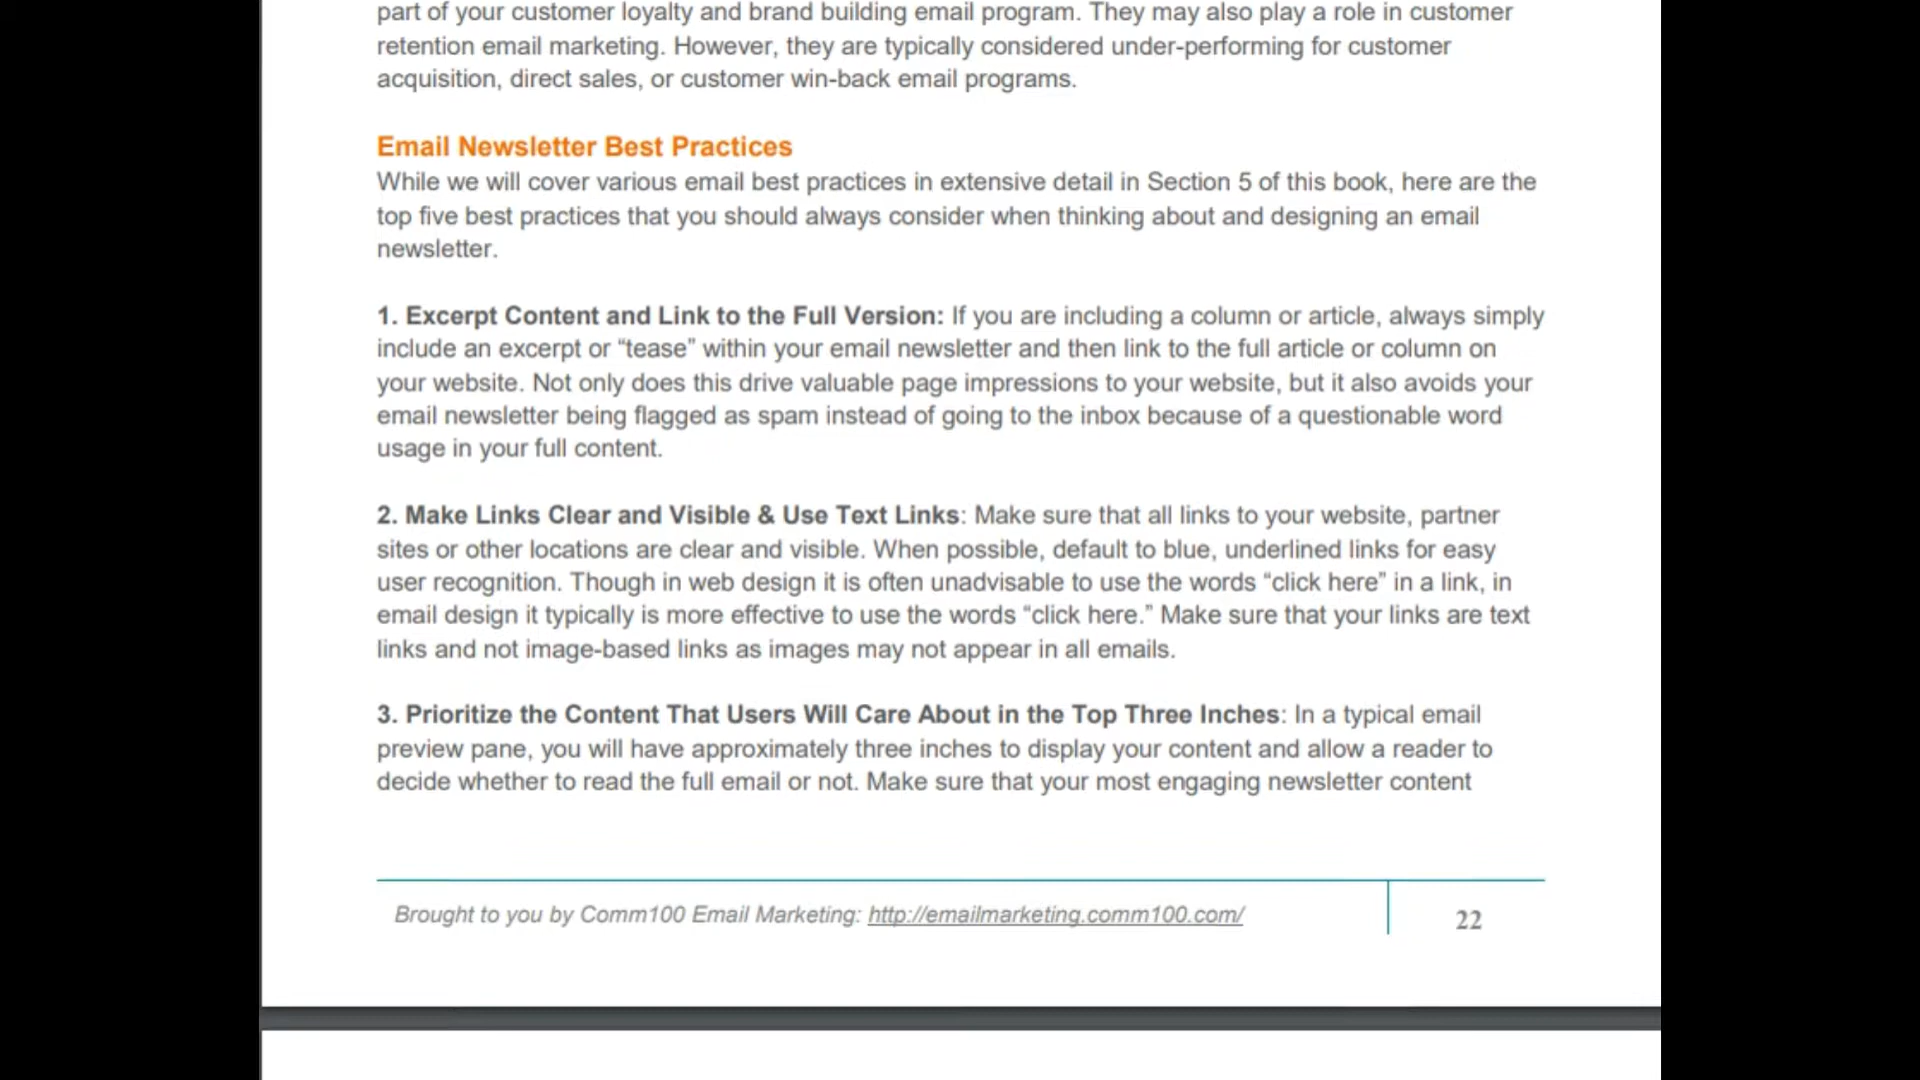 part of your customer loyalty and brand building email program. They may also play a role in customer
retention email marketing. However, they are typically considered under-performing for customer
acquisition, direct sales, or customer win-back email programs.
Email Newsletter Best Practices
While we will cover various email best practices in extensive detail in Section 5 of this book, here are the
top five best practices that you should always consider when thinking about and designing an email
newsletter.
1. Excerpt Content and Link to the Full Version: If you are including a column or article, always simply
include an excerpt or “tease” within your email newsletter and then link to the full article or column on
your website. Not only does this drive valuable page impressions to your website, but it also avoids your
email newsletter being flagged as spam instead of going to the inbox because of a questionable word
usage in your full content.
2. Make Links Clear and Visible & Use Text Links: Make sure that all links to your website, partner
sites or other locations are clear and visible. When possible, default to blue, underlined links for easy
user recognition. Though in web design it is often unadvisable to use the words “click here” in a link, in
email design it typically is more effective to use the words “click here.” Make sure that your links are text
links and not image-based links as images may not appear in all emails.
3. Prioritize the Content That Users Will Care About in the Top Three Inches: In a typical email
preview pane, you will have approximately three inches to display your content and allow a reader to
decide whether to read the full email or not. Make sure that your most engaging newsletter content
Brought to you by Comm100 Email Marketing: http://emailmarketing.comm100.com/
22